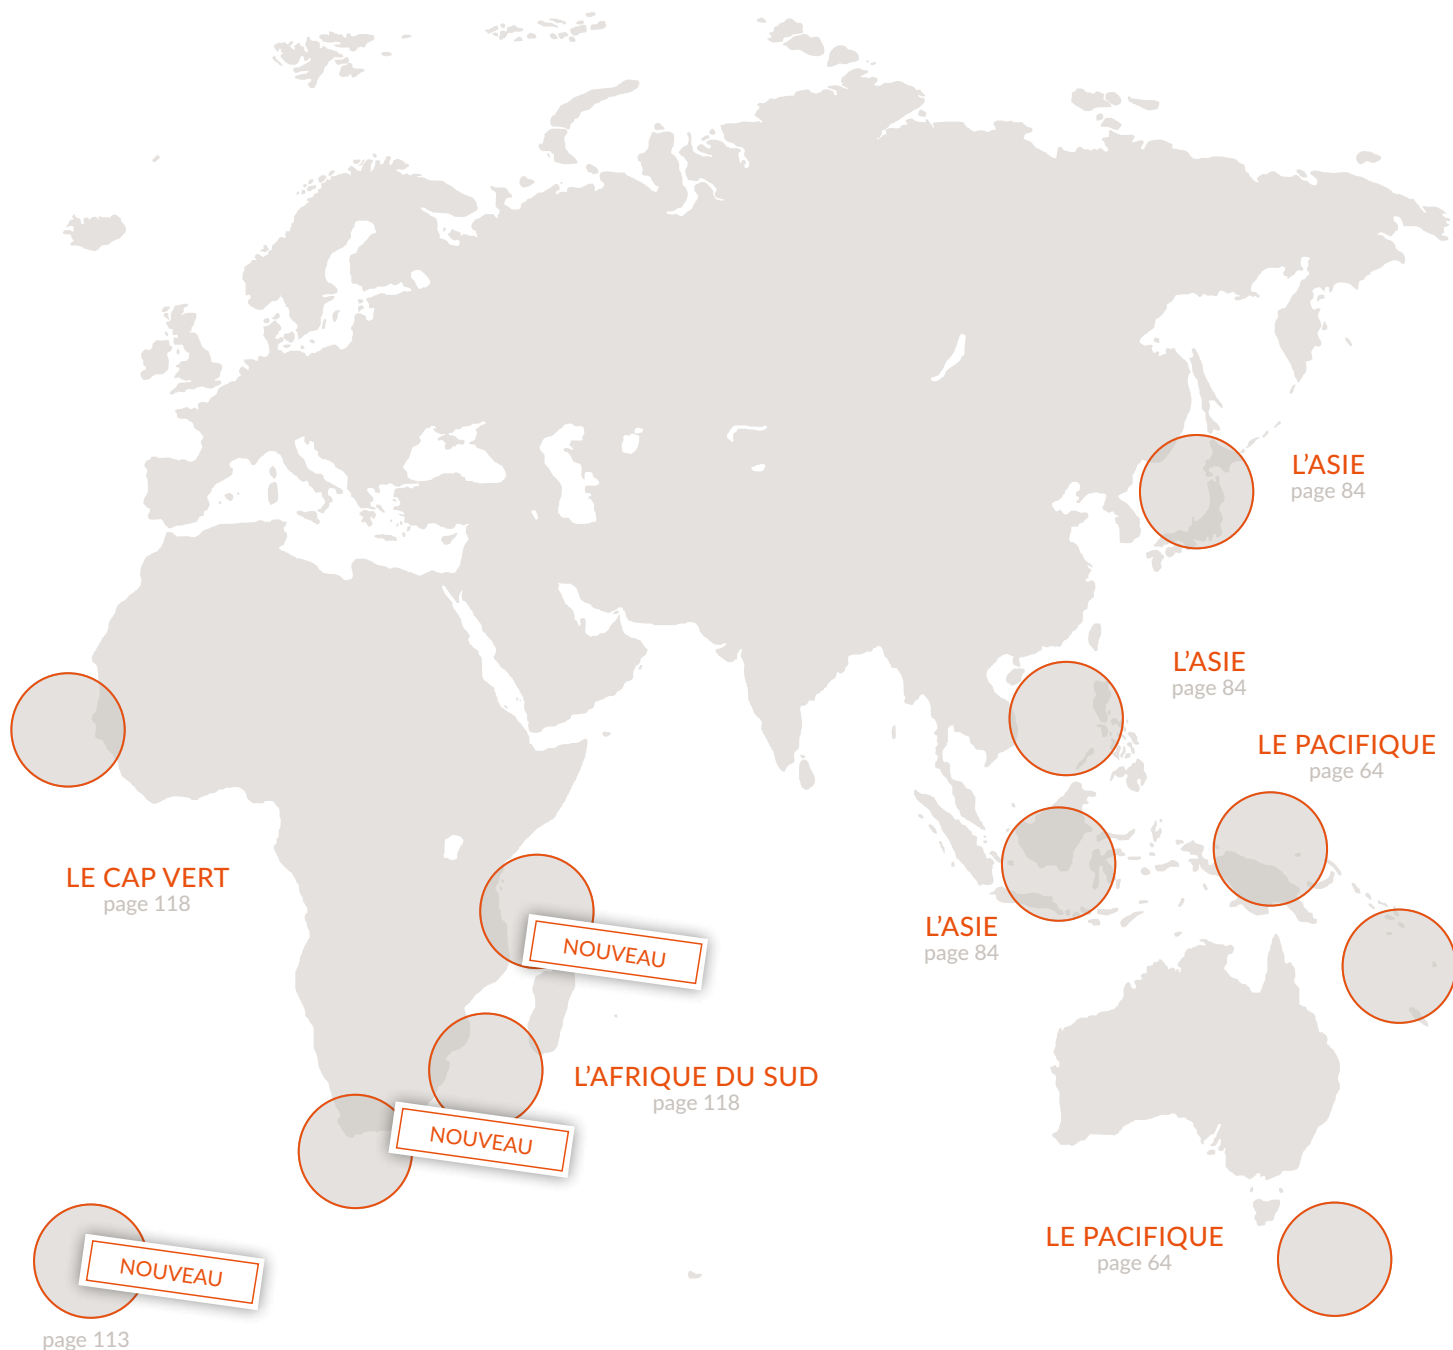 L'ASIE
page 84
L'ASIE
page 84
LE PACIFIQUE
page 64
LE CAP VERT
page 118
L'ASIE
page 84
NOUVEAU
L'AFRIQUE DU SUD
page 118
NOUVEAU
LE PACIFIQUE
page 64
NOUVEAU
page 113